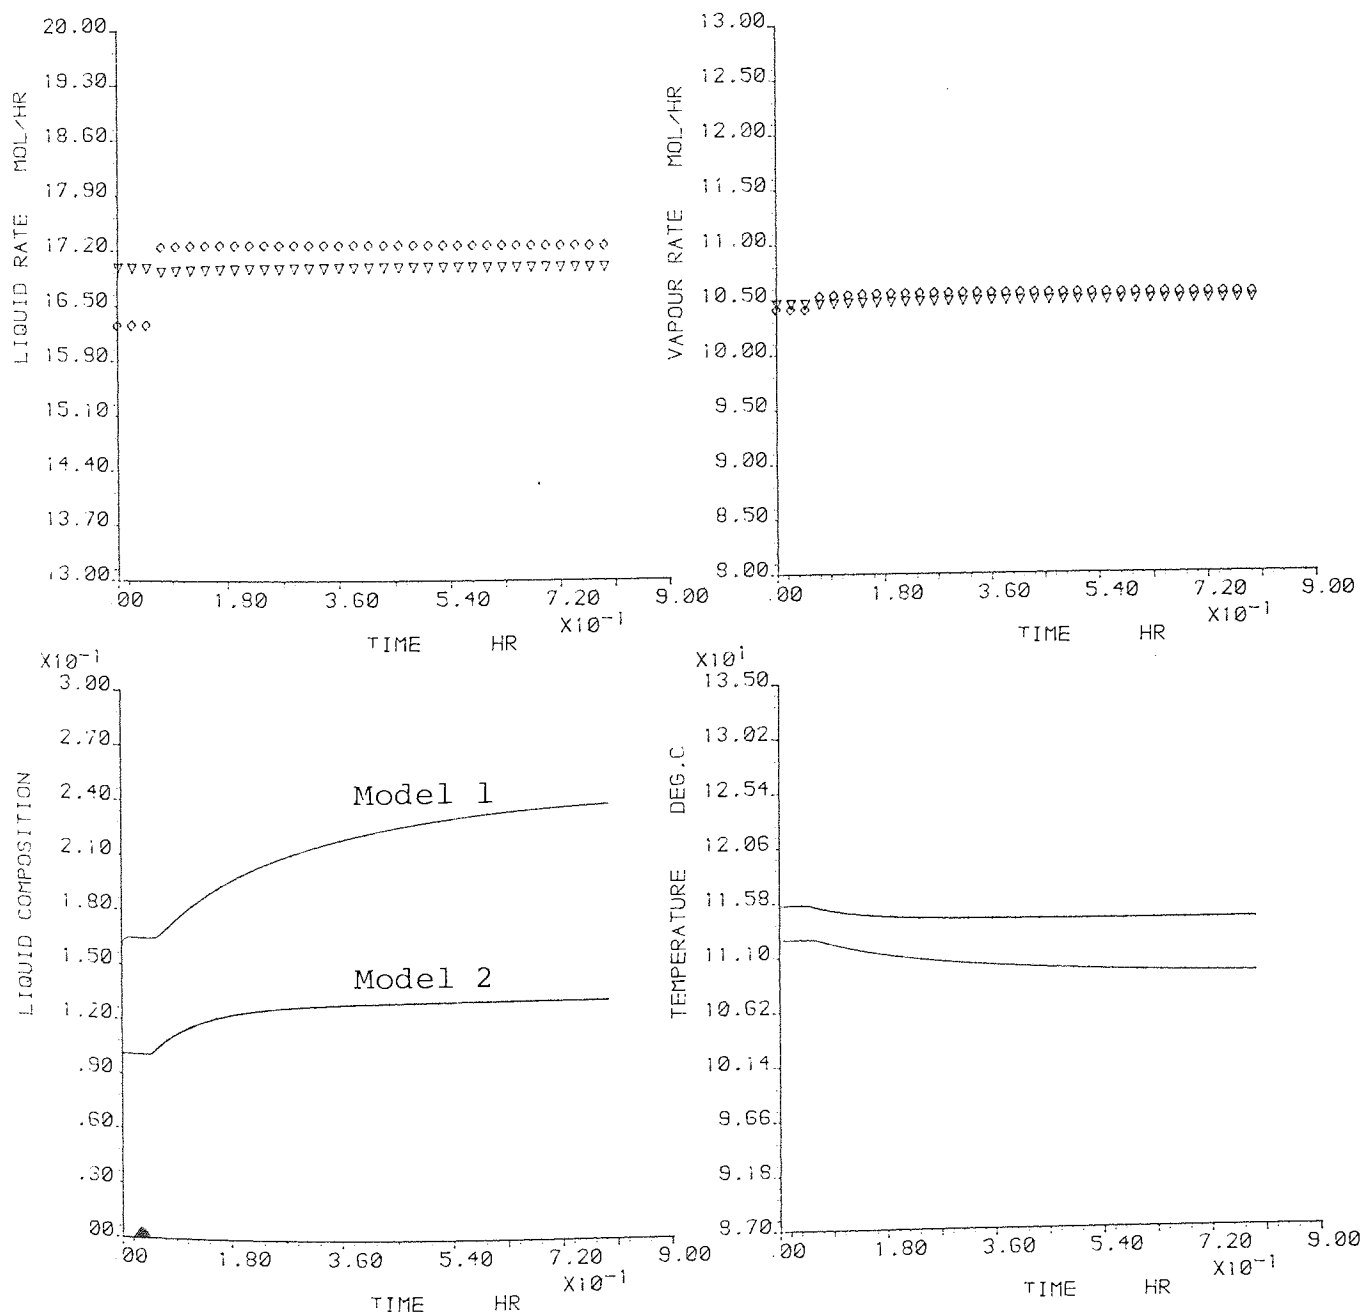 20.00
19.30
18.60
17.90
17.20
16.50
15.80
15.10
14.40
13.70
13.00
LIQUID RATE MOL/HR
.00 1.80 3.60 5.40 7.20 9.00
X10-1
TIME HR
13.00
12.50
12.00
11.50
11.00
10.50
10.00
9.50
9.00
8.50
8.00
VAPOUR RATE MOL/HR
.00 1.80 3.60 5.40 7.20 9.00
X10-1
TIME HR
X10-1
3.00
2.70
2.40
2.10
1.80
1.50
1.20
.90
.60
.30
.00
LIQUID COMPOSITION
Model 1
Model 2
.00 1.80 3.60 5.40 7.20 9.00
X10-1
TIME HR
X101
13.50
13.02
12.54
12.06
11.58
11.10
10.62
10.14
9.66
9.18
8.70
TEMPERATURE DEG.C
.00 1.80 3.60 5.40 7.20 9.00
X10-1
TIME HR